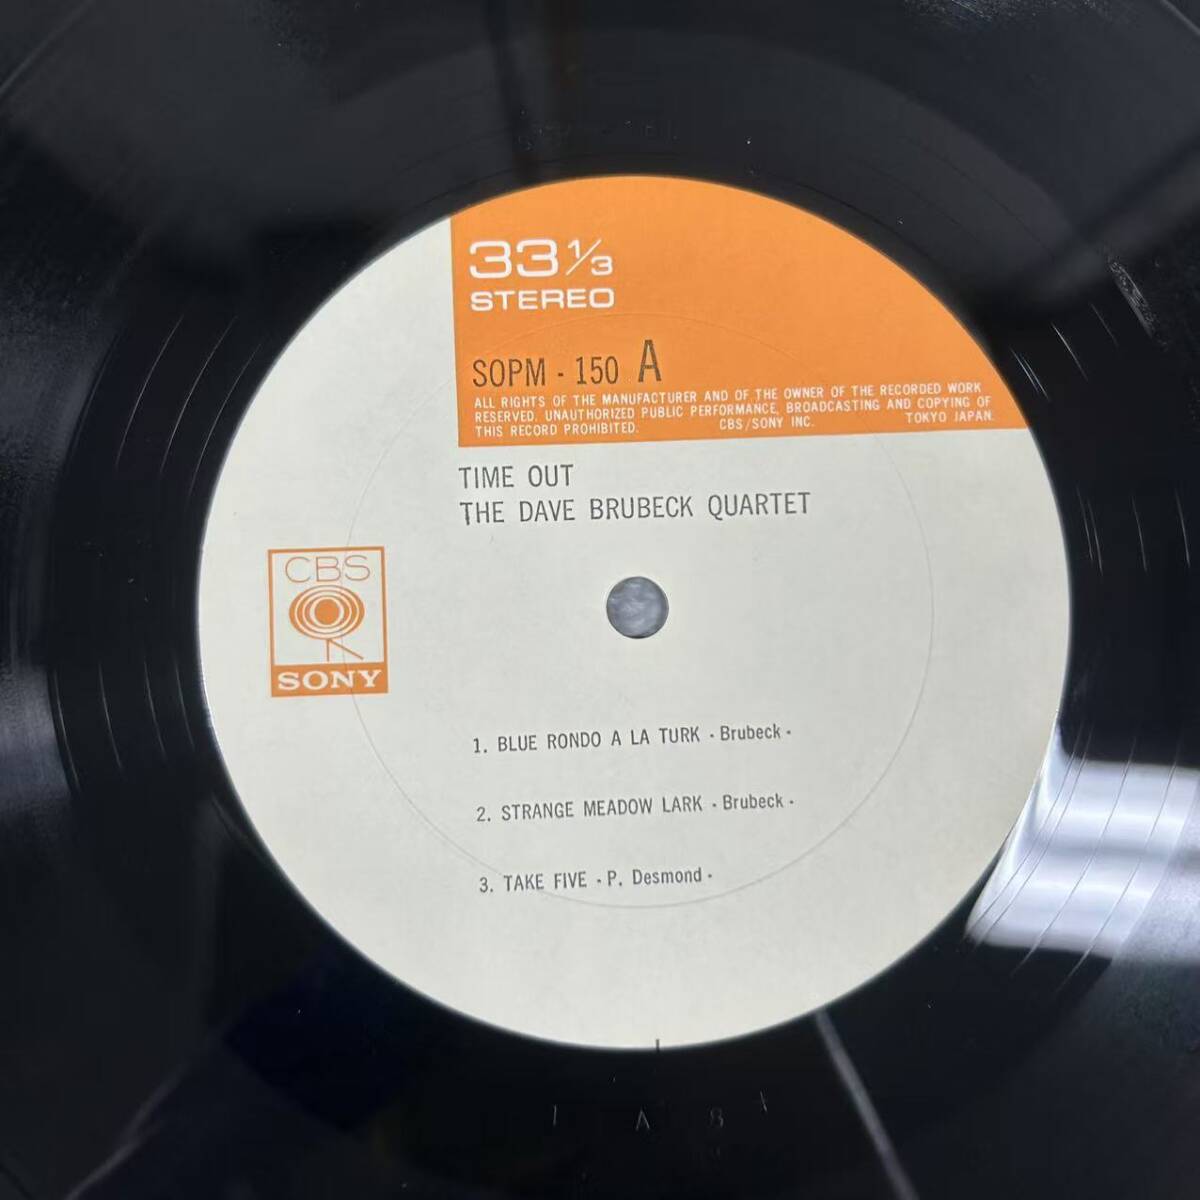 33 1/3
STEREO
SOPM - 150 A
ALL RIGHTS OF THE MANUFACTURER AND OF THE OWNER OF THE RECORDED WORK
RESERVED. UNAUTHORIZED PUBLIC PERFORMANCE, BROADCASTING AND COPYING OF
THIS RECORD PROHIBITED. CBS/SONY INC. TOKYO JAPAN.
TIME OUT
THE DAVE BRUBECK QUARTET
CBS
SONY
1. BLUE RONDO A LA TURK - Brubeck -
2. STRANGE MEADOW LARK - Brubeck -
3. TAKE FIVE - P. Desmond -